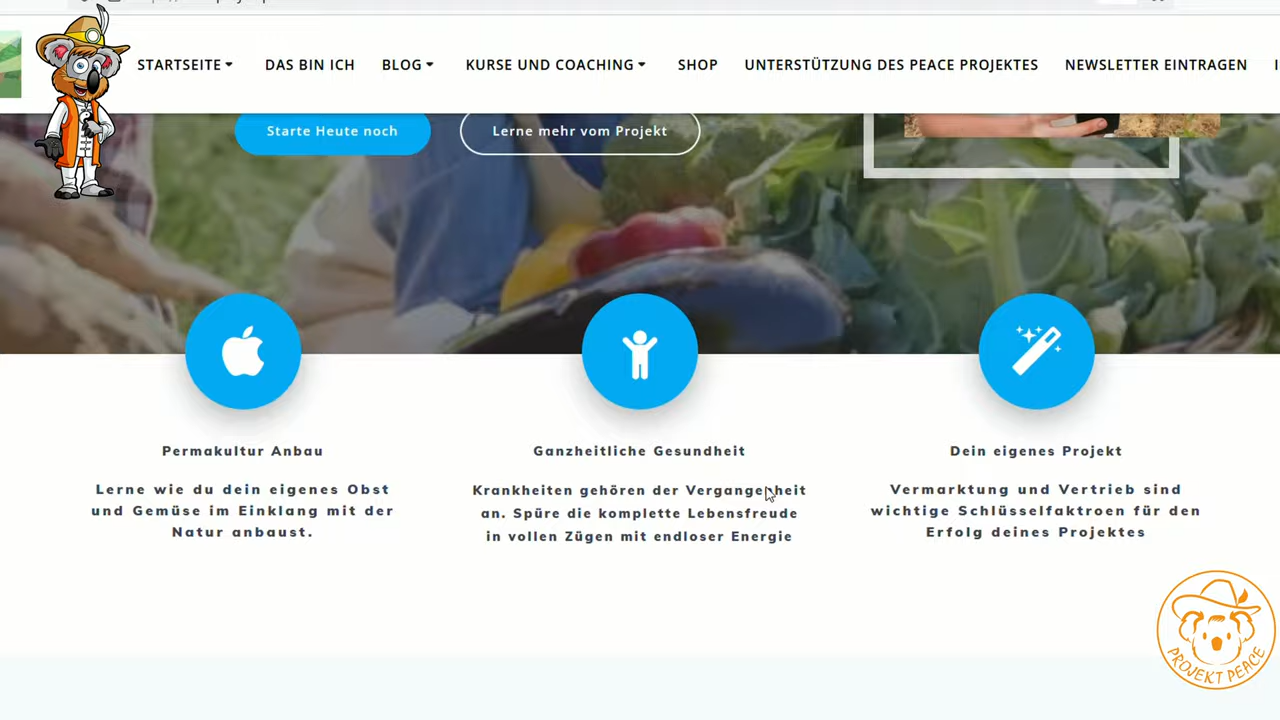 STARTSEITE
DAS BIN ICH
BLOG
KURSE UND COACHING
SHOP
UNTERSTÜTZUNG DES PEACE PROJEKTES
NEWSLETTER EINTRAGEN
Starte Heute noch
Lerne mehr vom Projekt
Permakultur Anbau
Lerne wie du dein eigenes Obst
und Gemüse im Einklang mit der
Natur anbaust.
Ganzheitliche Gesundheit
Krankheiten gehören der Vergangenheit
an. Spüre die komplette Lebensfreude
in vollen Zügen mit endloser Energie
Dein eigenes Projekt
Vermarktung und Vertrieb sind
wichtige Schlüsselfaktroen für den
Erfolg deines Projektes
PROJEKT PEACE